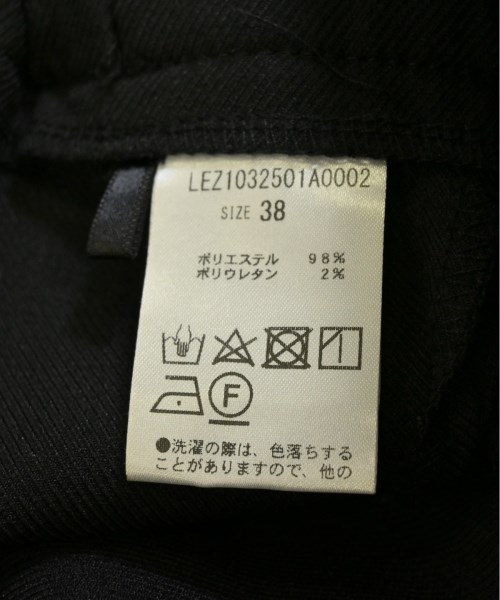 LEZ1032501A0002
SIZE 38
ポリエステル 98%
ポリウレタン 2%
F
●洗濯の際は、色落ちする
ことがありますので、他の